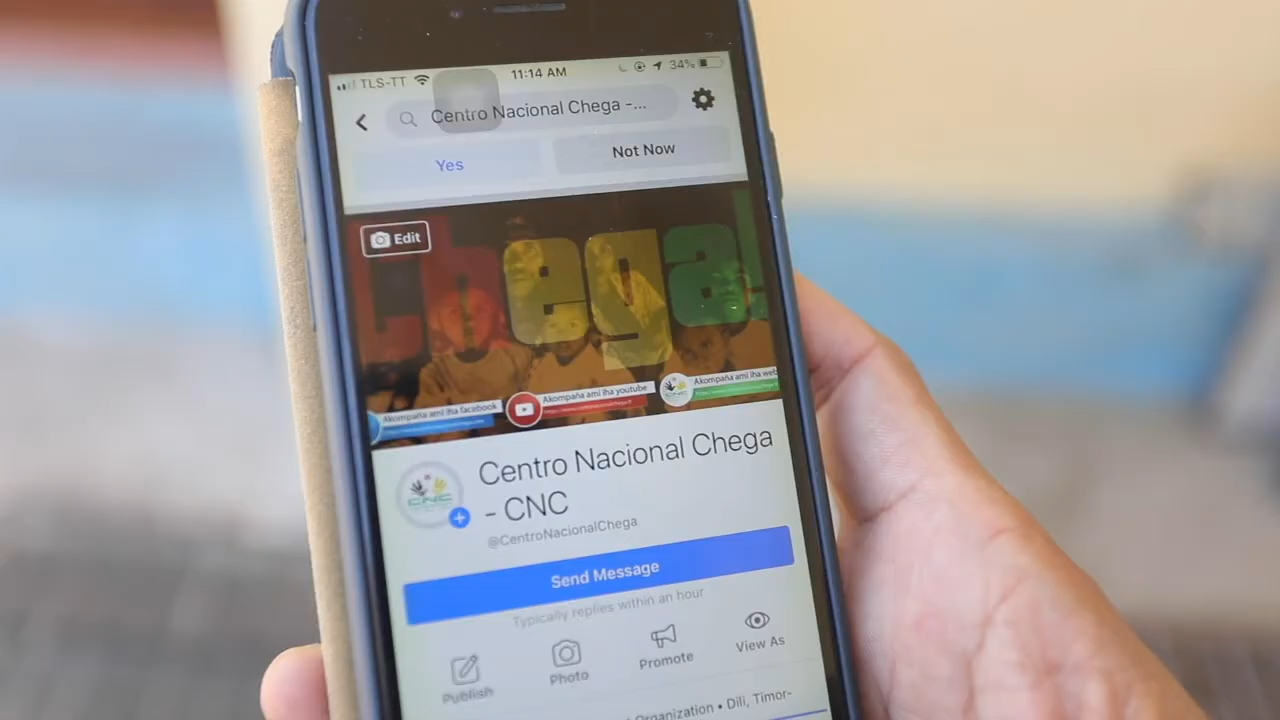 TLS-TT
11:14 AM
34%
Centro Nacional Chega -...
Yes
Not Now
Edit
Chega!
Akompaña ami iha facebook
Akompaña ami iha youtube
Akompaña ami iha web
Centro Nacional Chega
- CNC
CNC
@CentroNacionalChega
Send Message
Typically replies within an hour
Publish
Photo
Promote
View As
Organization • Dili, Timor-